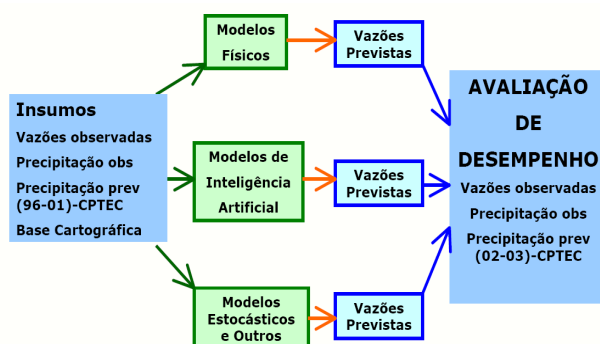 Insumos
Vazões observadas
Precipitação obs
Precipitação prev
(96-01)-CPTEC
Base Cartográfica
Modelos
Físicos
Vazões
Previstas
Modelos de
Inteligência
Artificial
Vazões
Previstas
Modelos
Estocásticos
e Outros
Vazões
Previstas
AVALIAÇÃO
DE
DESEMPENHO
Vazões observadas
Precipitação obs
Precipitação prev
(02-03)-CPTEC